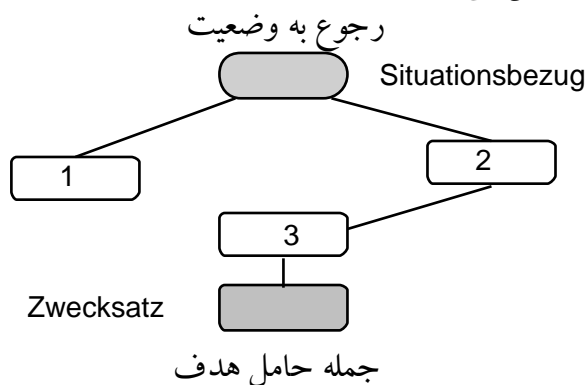 رجوع به وضعیت
Situationsbezug
1
2
3
Zwecksatz
جمله حامل هدف